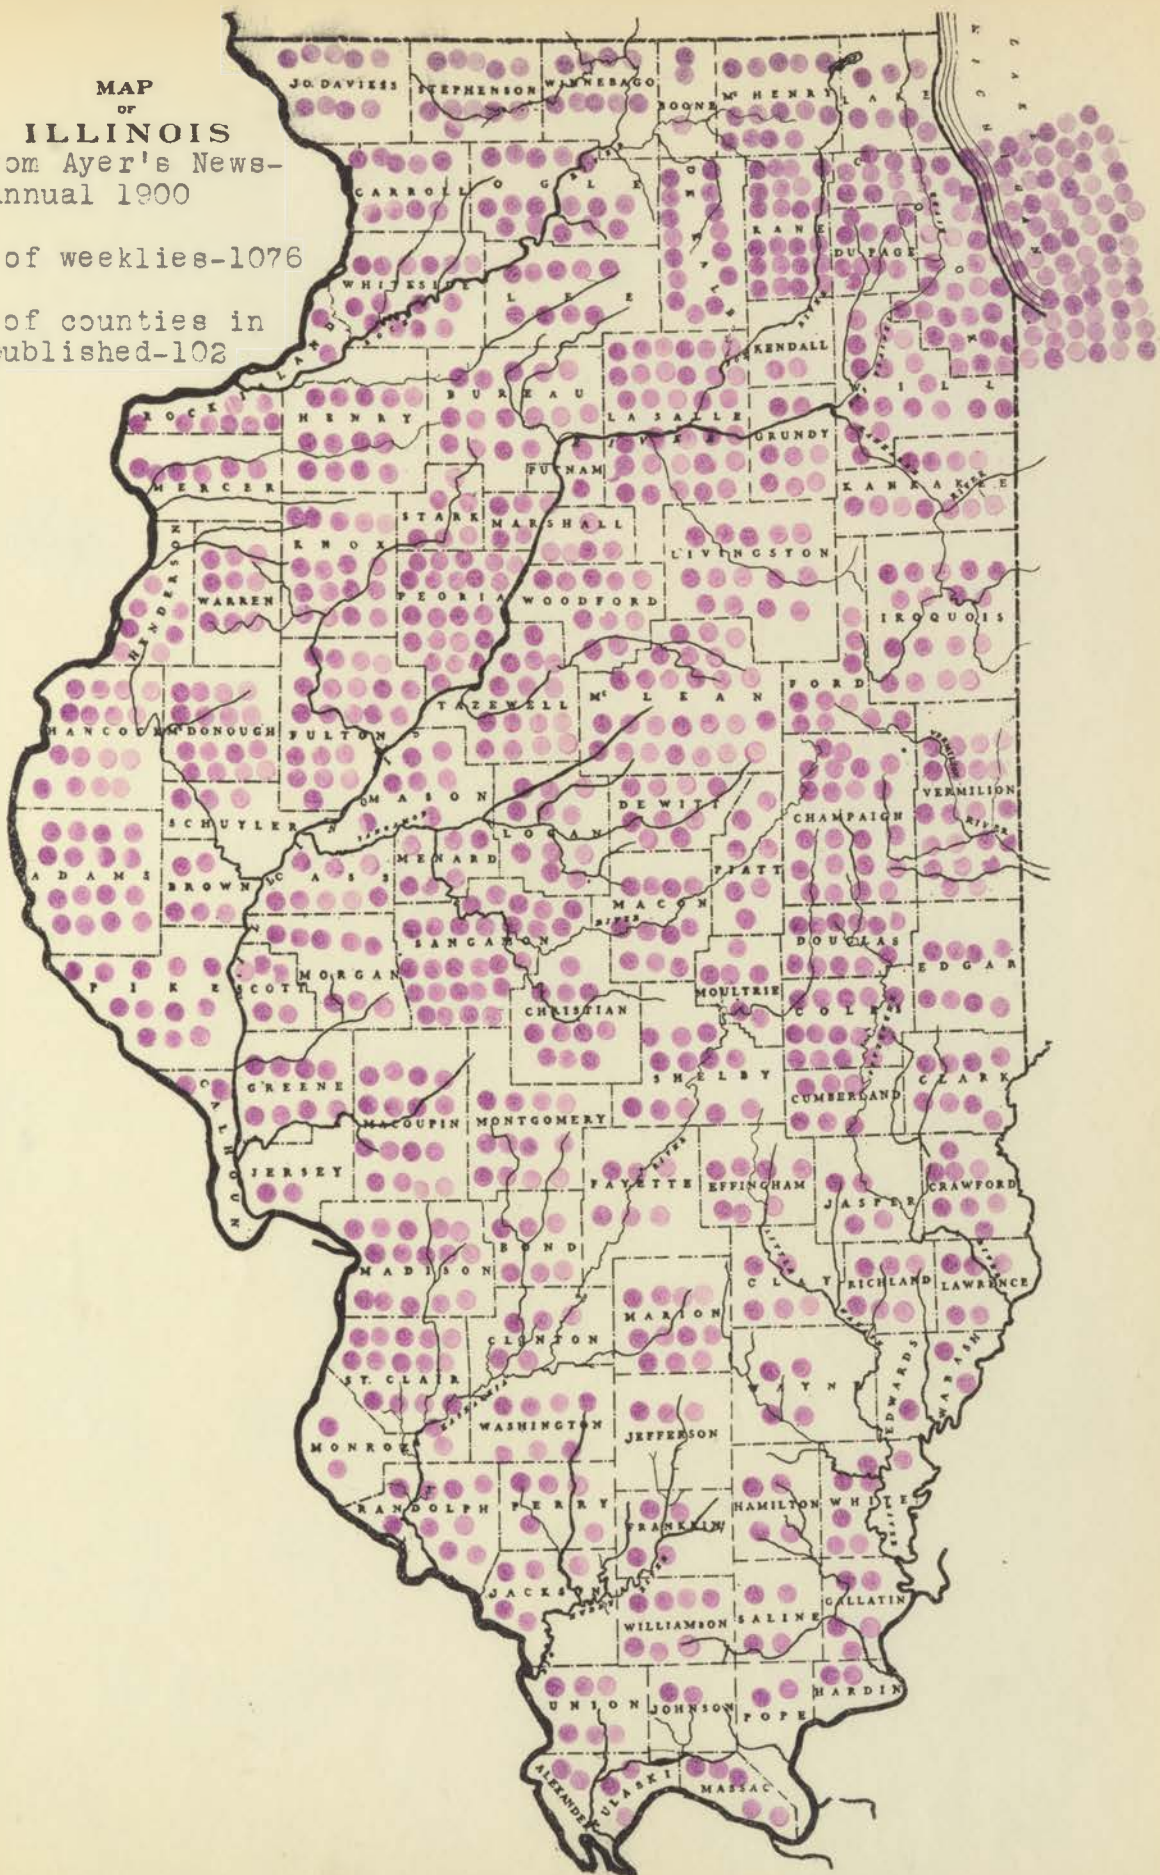 MAP
OF
ILLINOIS
om Ayer's News-
nnual 1900
of weeklies-1076
of counties in
ublished-102
JO DAVIESS
STEPHENSON
WINNEBAGO
BOONE
McHENRY
LAKE
CARROLL
OGLE
DE KALB
KANE
DU PAGE
COOK
WHITESIDE
LEE
KENDALL
WILL
ROCK ISLAND
HENRY
BUREAU
LASALLE
GRUNDY
MERCER
PUTNAM
KANKAKEE
STARK
MARSHALL
LIVINGSTON
KNOX
HENDERSON
WARREN
PEORIA
WOODFORD
IROQUOIS
FORD
HANCOCK
McDONOUGH
FULTON
TAZEWELL
McLEAN
MASON
SCHUYLER
VERMILION
ADAMS
BROWN
CASS
MENARD
LOGAN
DEWITT
PIATT
CHAMPAIGN
MACON
SANGAMON
DOUGLAS
EDGAR
PIKE
SCOTT
MORGAN
CHRISTIAN
MOULTRIE
COLES
SHELBY
CUMBERLAND
CLARK
GREENE
CALHOUN
MACOUPIN
MONTGOMERY
JERSEY
FAYETTE
EFFINGHAM
JASPER
CRAWFORD
MADISON
BOND
CLAY
RICHLAND
LAWRENCE
MARION
CLINTON
ST. CLAIR
WAYNE
EDWARDS
WABASH
MONROE
WASHINGTON
JEFFERSON
RANDOLPH
PERRY
FRANKLIN
HAMILTON
WHITE
JACKSON
WILLIAMSON
SALINE
GALLATIN
UNION
JOHNSON
POPE
HARDIN
ALEXANDER
PULASKI
MASSAC